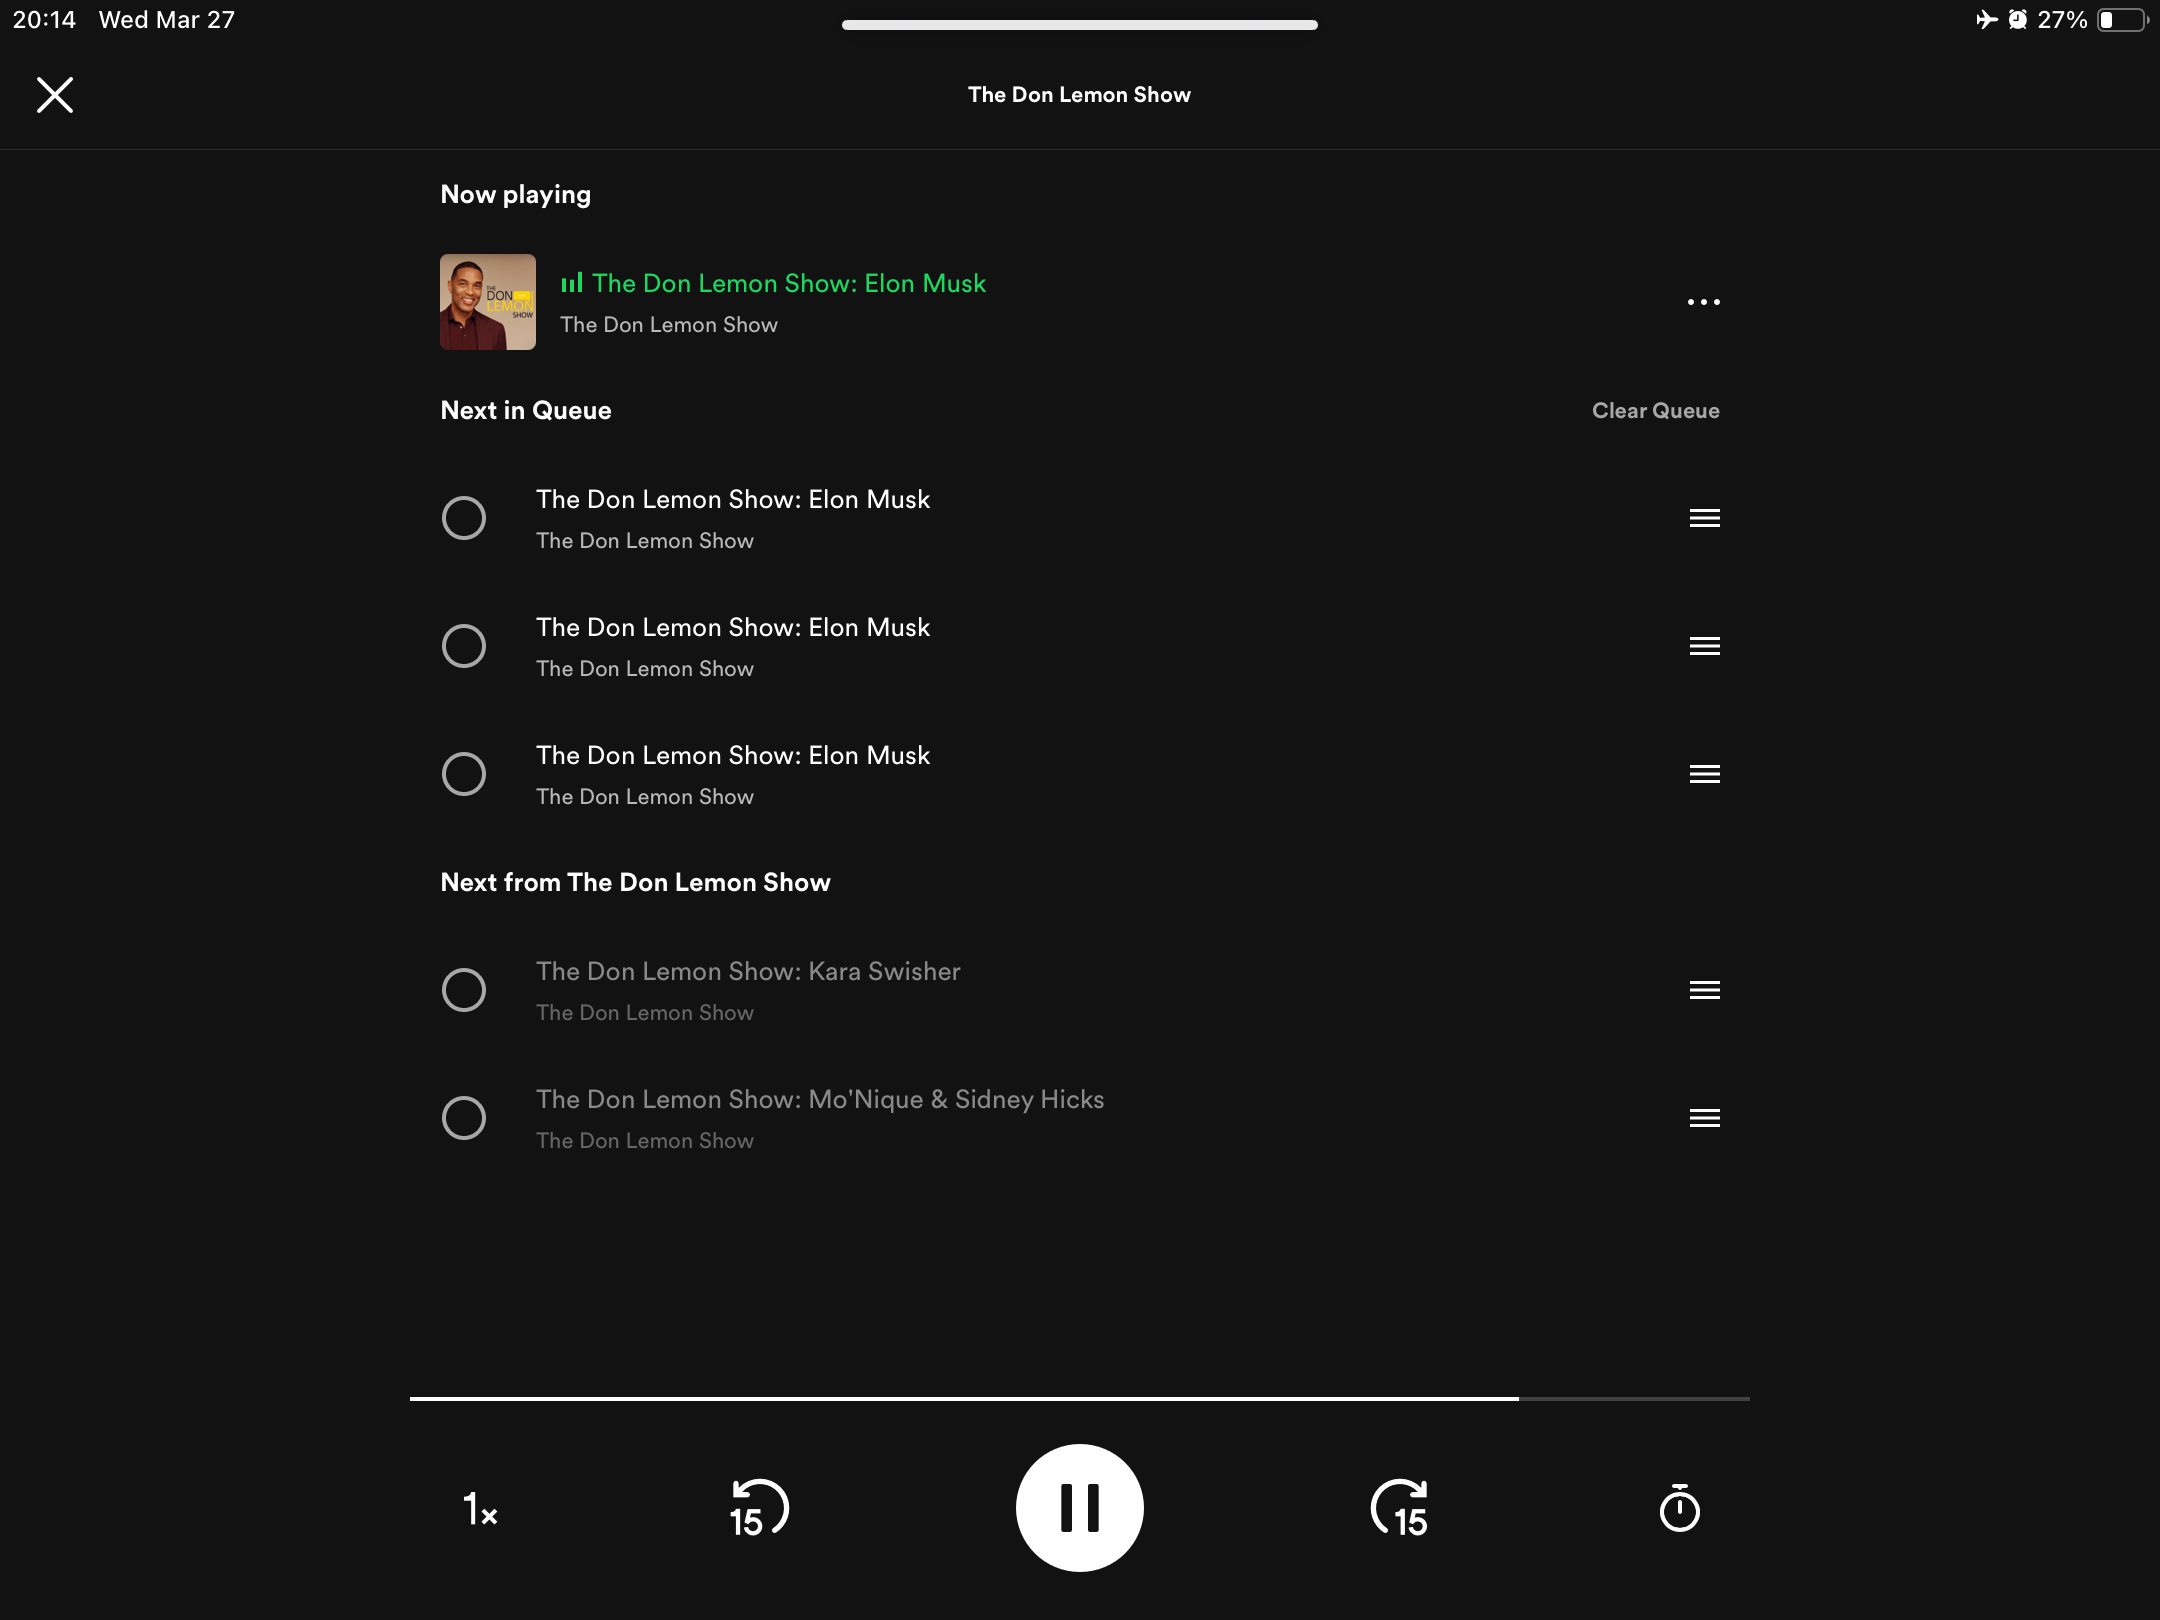 20:14 Wed Mar 27 27%
The Don Lemon Show
Now playing
THE
DON
LEMON
SHOW
The Don Lemon Show: Elon Musk
The Don Lemon Show
Next in Queue Clear Queue
The Don Lemon Show: Elon Musk
The Don Lemon Show
The Don Lemon Show: Elon Musk
The Don Lemon Show
The Don Lemon Show: Elon Musk
The Don Lemon Show
Next from The Don Lemon Show
The Don Lemon Show: Kara Swisher
The Don Lemon Show
The Don Lemon Show: Mo'Nique & Sidney Hicks
The Don Lemon Show
1x 15 15